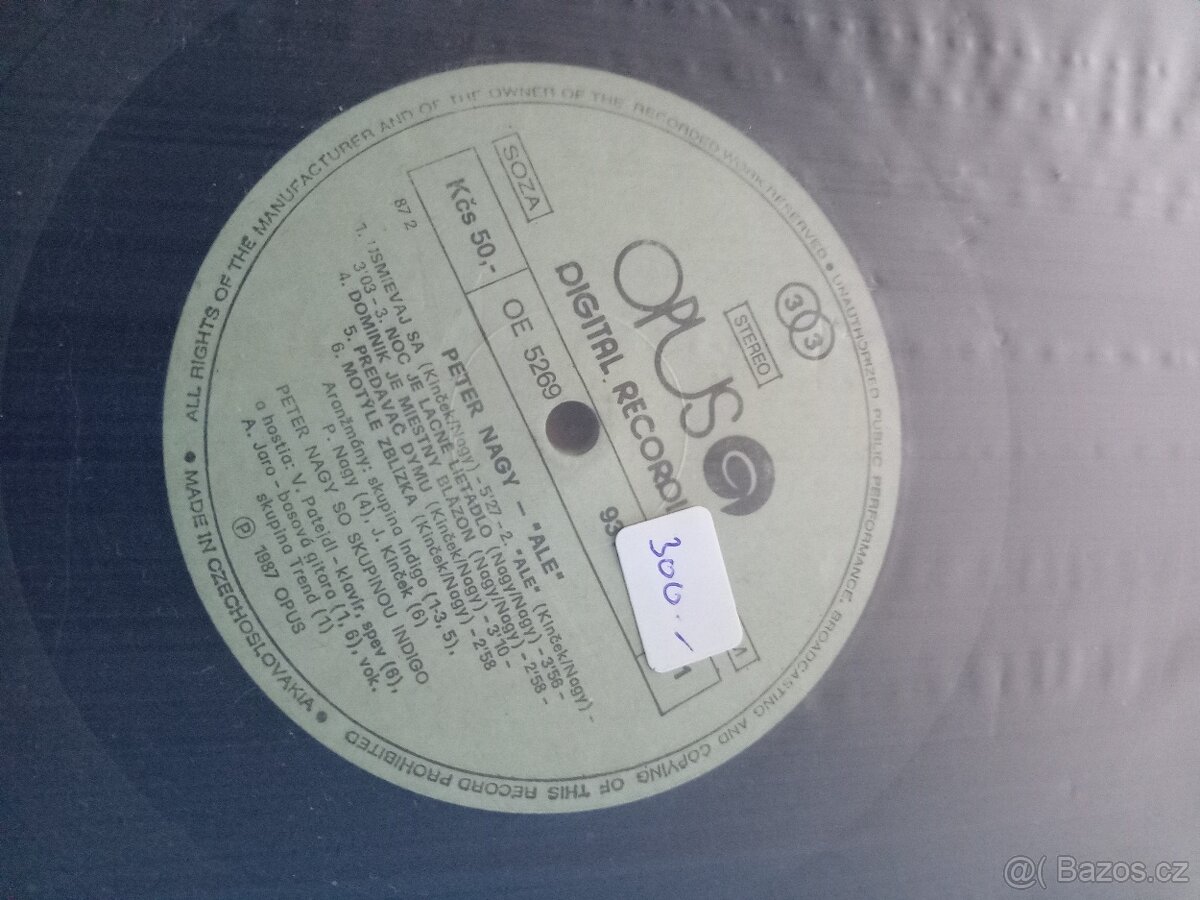 ALL RIGHTS OF THE MANUFACTURER AND OF THE OWNER OF THE RECORDED WORK RESERVED • UNAUTHORIZED PUBLIC PERFORMANCE, BROADCASTING AND COPYING OF THIS RECORD PROHIBITED • MADE IN CZECHOSLOVAKIA •
OPUS
DIGITAL RECORDI
STEREO
33
SOZA
Kčs 50,-
OE 5269
93
1
300.-
87 2
PETER NAGY – "ALE"
1. USMIEVAJ SA (Kinček/Nagy) - 5'27 - 2. "ALE" (Kinček/Nagy) -
3'03 - 3. NOC JE LACNÉ LIETADLO (Nagy/Nagy) - 3'56 -
4. DOMINIK JE MIESTNY BLÁZON (Nagy/Nagy) - 2'58 -
5. PREDAVAČ DYMU (Kinček/Nagy) - 3'10 -
6. MOTÝLE ZBLÍZKA (Kinček/Nagy) - 2'58
Aranžmány: skupina Indigo (1-3, 5),
P. Nagy (4), J. Kinček (6)
PETER NAGY SO SKUPINOU INDIGO
a hostia: V. Patejdl - klavír, spev (6),
A. Jaro - basová gitara (1, 6), vok.
skupina Trend (1)
Ⓟ 1987 OPUS
@( Bazos.cz